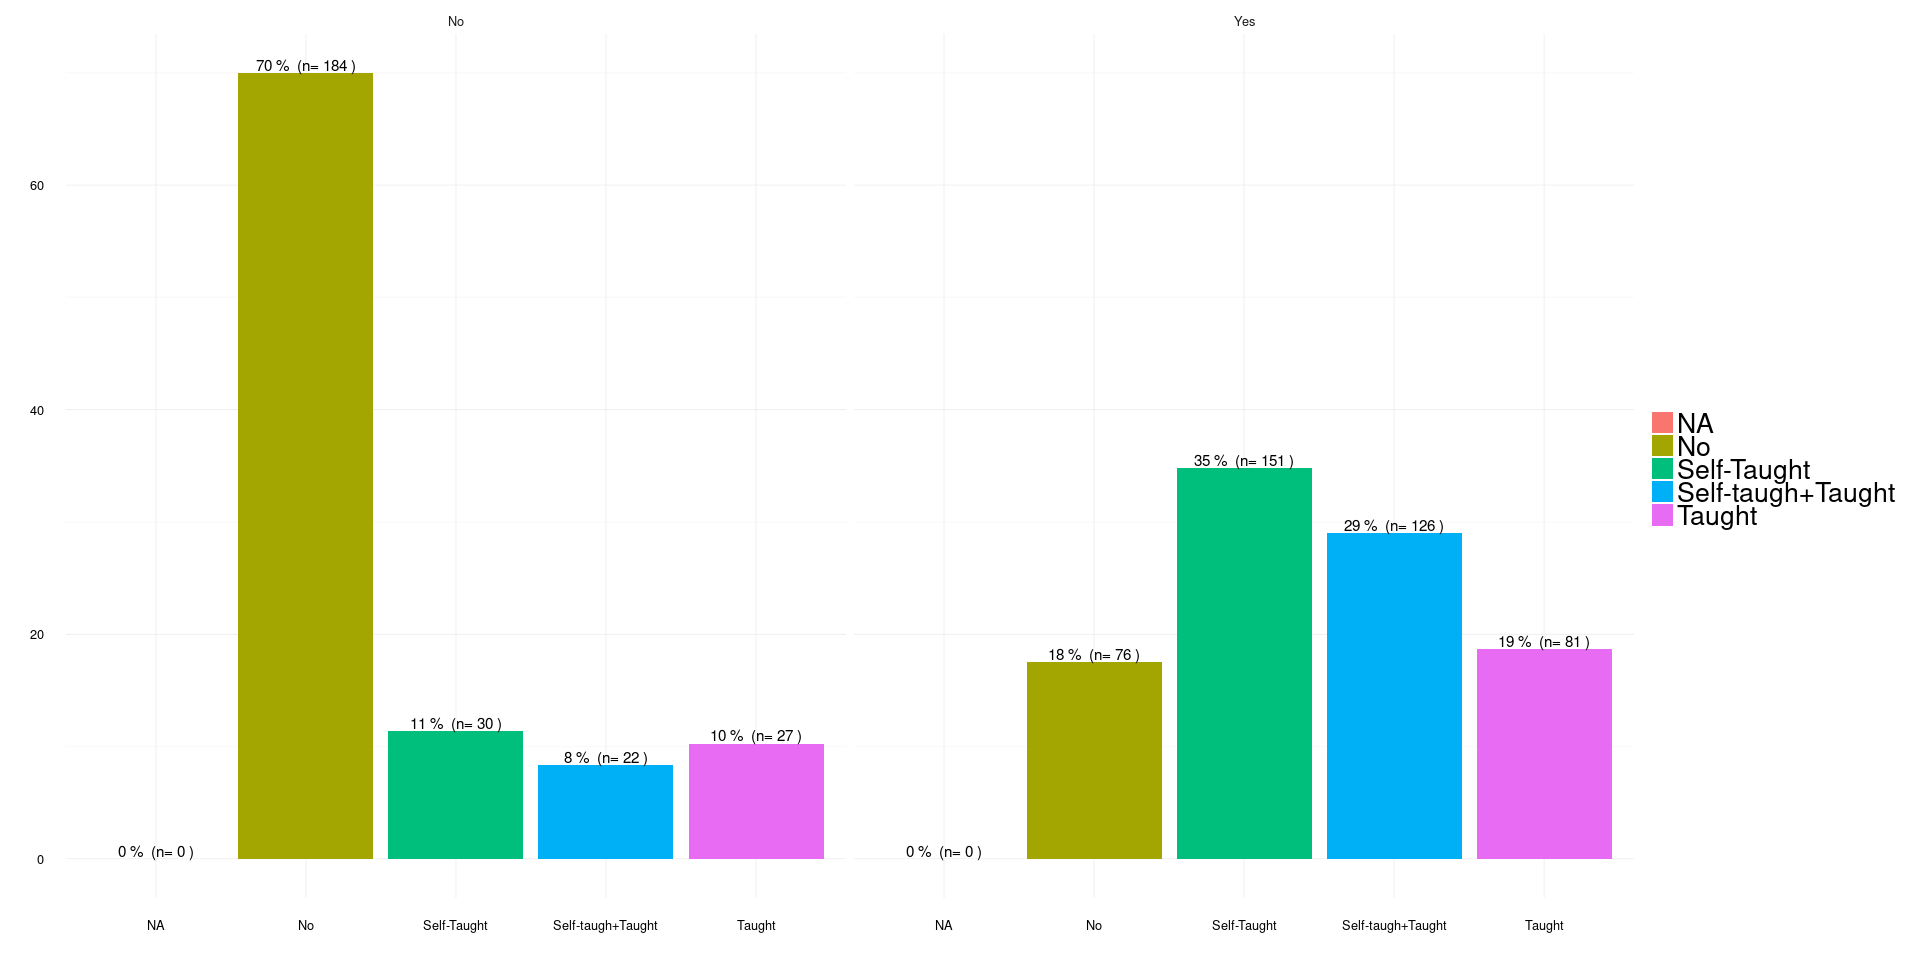 No
Yes
70 % (n= 184 )
60
40
35 % (n= 151 )
29 % (n= 126 )
20
19 % (n= 81 )
18 % (n= 76 )
11 % (n= 30 )
10 % (n= 27 )
8 % (n= 22 )
0 % (n= 0 )
0 % (n= 0 )
0
NA
No
Self-Taught
Self-taugh+Taught
Taught
NA
No
Self-Taught
Self-taugh+Taught
Taught
NA
No
Self-Taught
Self-taugh+Taught
Taught